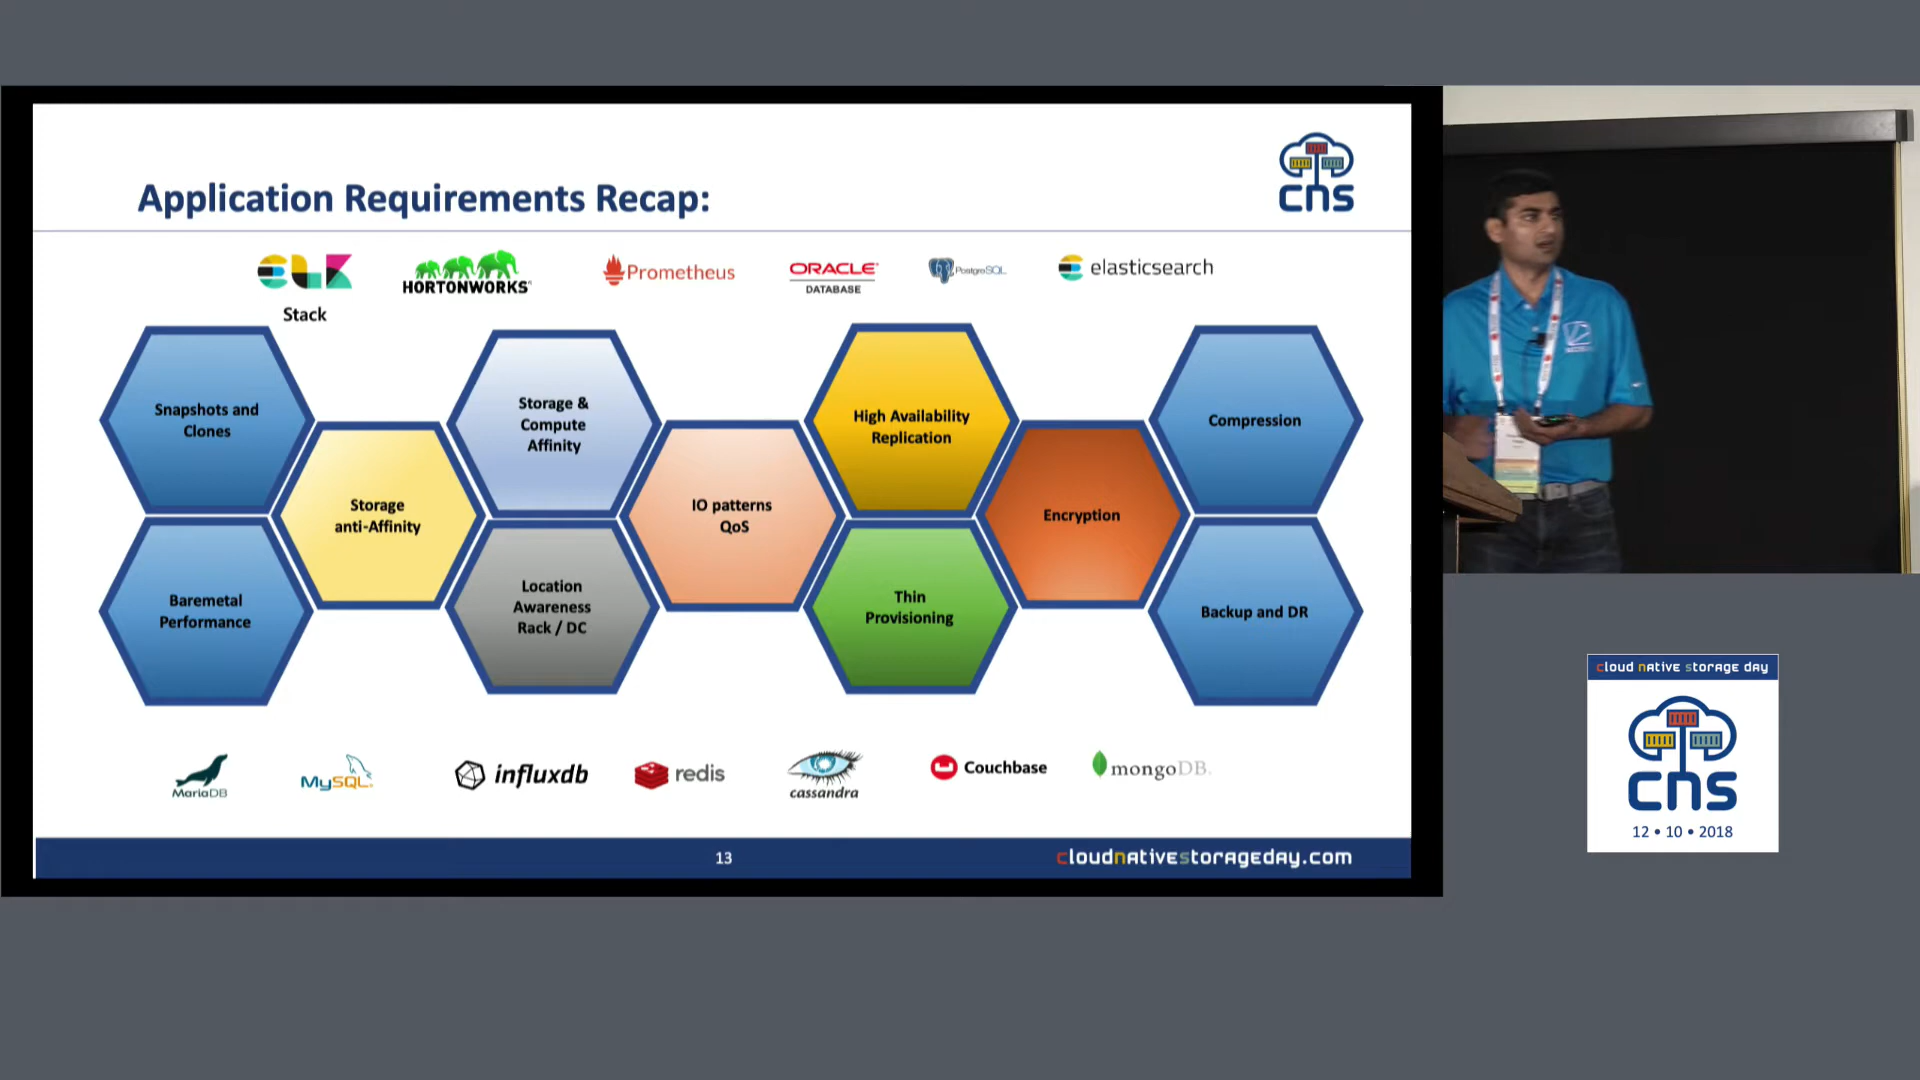 Application Requirements Recap:
cns
ELK
Stack
HORTONWORKS
Prometheus
ORACLE
DATABASE
PostgreSQL
elasticsearch
Snapshots and
Clones
Storage
anti-Affinity
Baremetal
Performance
Storage &
Compute
Affinity
Location
Awareness
Rack / DC
IO patterns
QoS
High Availability
Replication
Thin
Provisioning
Encryption
Compression
Backup and DR
MariaDB
MySQL
influxdb
redis
cassandra
Couchbase
mongoDB
13
cloudnativestorageday.com
cloud native storage day
cns
12 • 10 • 2018